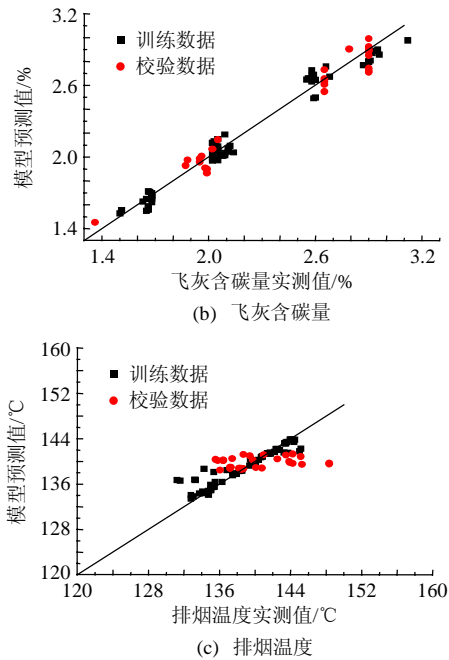 3.2
2.6
2.0
1.4
模型预测值/%
训练数据
校验数据
1.4 2.0 2.6 3.2
飞灰含碳量实测值/%
(b) 飞灰含碳量
160
152
144
136
128
120
模型预测值/℃
训练数据
校验数据
120 128 136 144 152 160
排烟温度实测值/℃
(c) 排烟温度